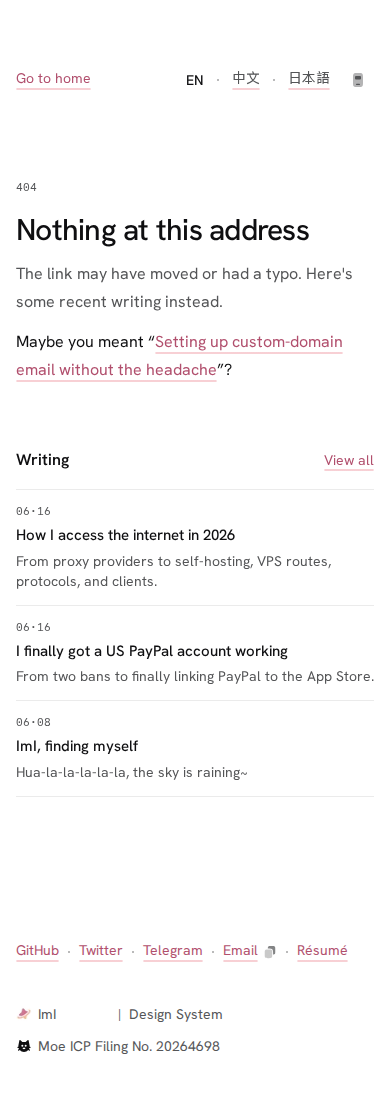 Go to home EN · 中文 · 日本語
404
Nothing at this address
The link may have moved or had a typo. Here's
some recent writing instead.
Maybe you meant “Setting up custom-domain
email without the headache”?
Writing View all
06·16
How I access the internet in 2026
From proxy providers to self-hosting, VPS routes,
protocols, and clients.
06·16
I finally got a US PayPal account working
From two bans to finally linking PayPal to the App Store.
06·08
ImI, finding myself
Hua-la-la-la-la-la, the sky is raining~
GitHub · Twitter · Telegram · Email · Résumé
ImI | Design System
Moe ICP Filing No. 20264698